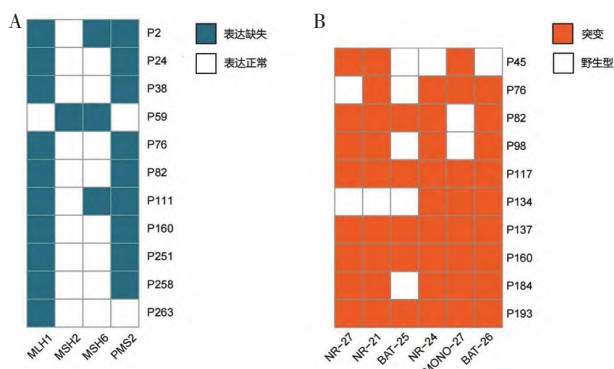 A
P2
P24
P38
P59
P76
P82
P111
P160
P251
P258
P263
MLH1
MSH2
MSH6
PMS2
表达缺失
表达正常
B
P45
P76
P82
P98
P117
P134
P137
P160
P184
P193
NR-27
NR-21
BAT-25
NR-24
MONO-27
BAT-26
突变
野生型